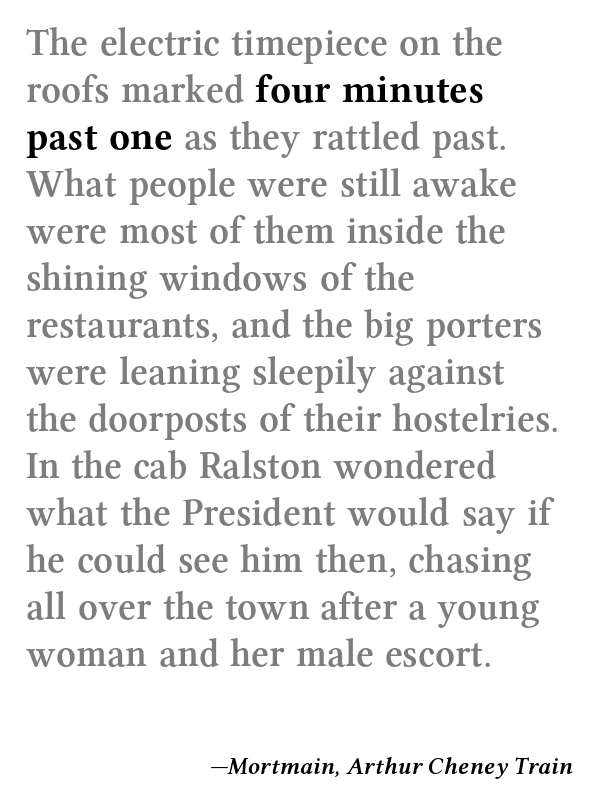 The electric timepiece on the
roofs marked four minutes
past one as they rattled past.
What people were still awake
were most of them inside the
shining windows of the
restaurants, and the big porters
were leaning sleepily against
the doorposts of their hostelries.
In the cab Ralston wondered
what the President would say if
he could see him then, chasing
all over the town after a young
woman and her male escort.
—Mortmain, Arthur Cheney Train